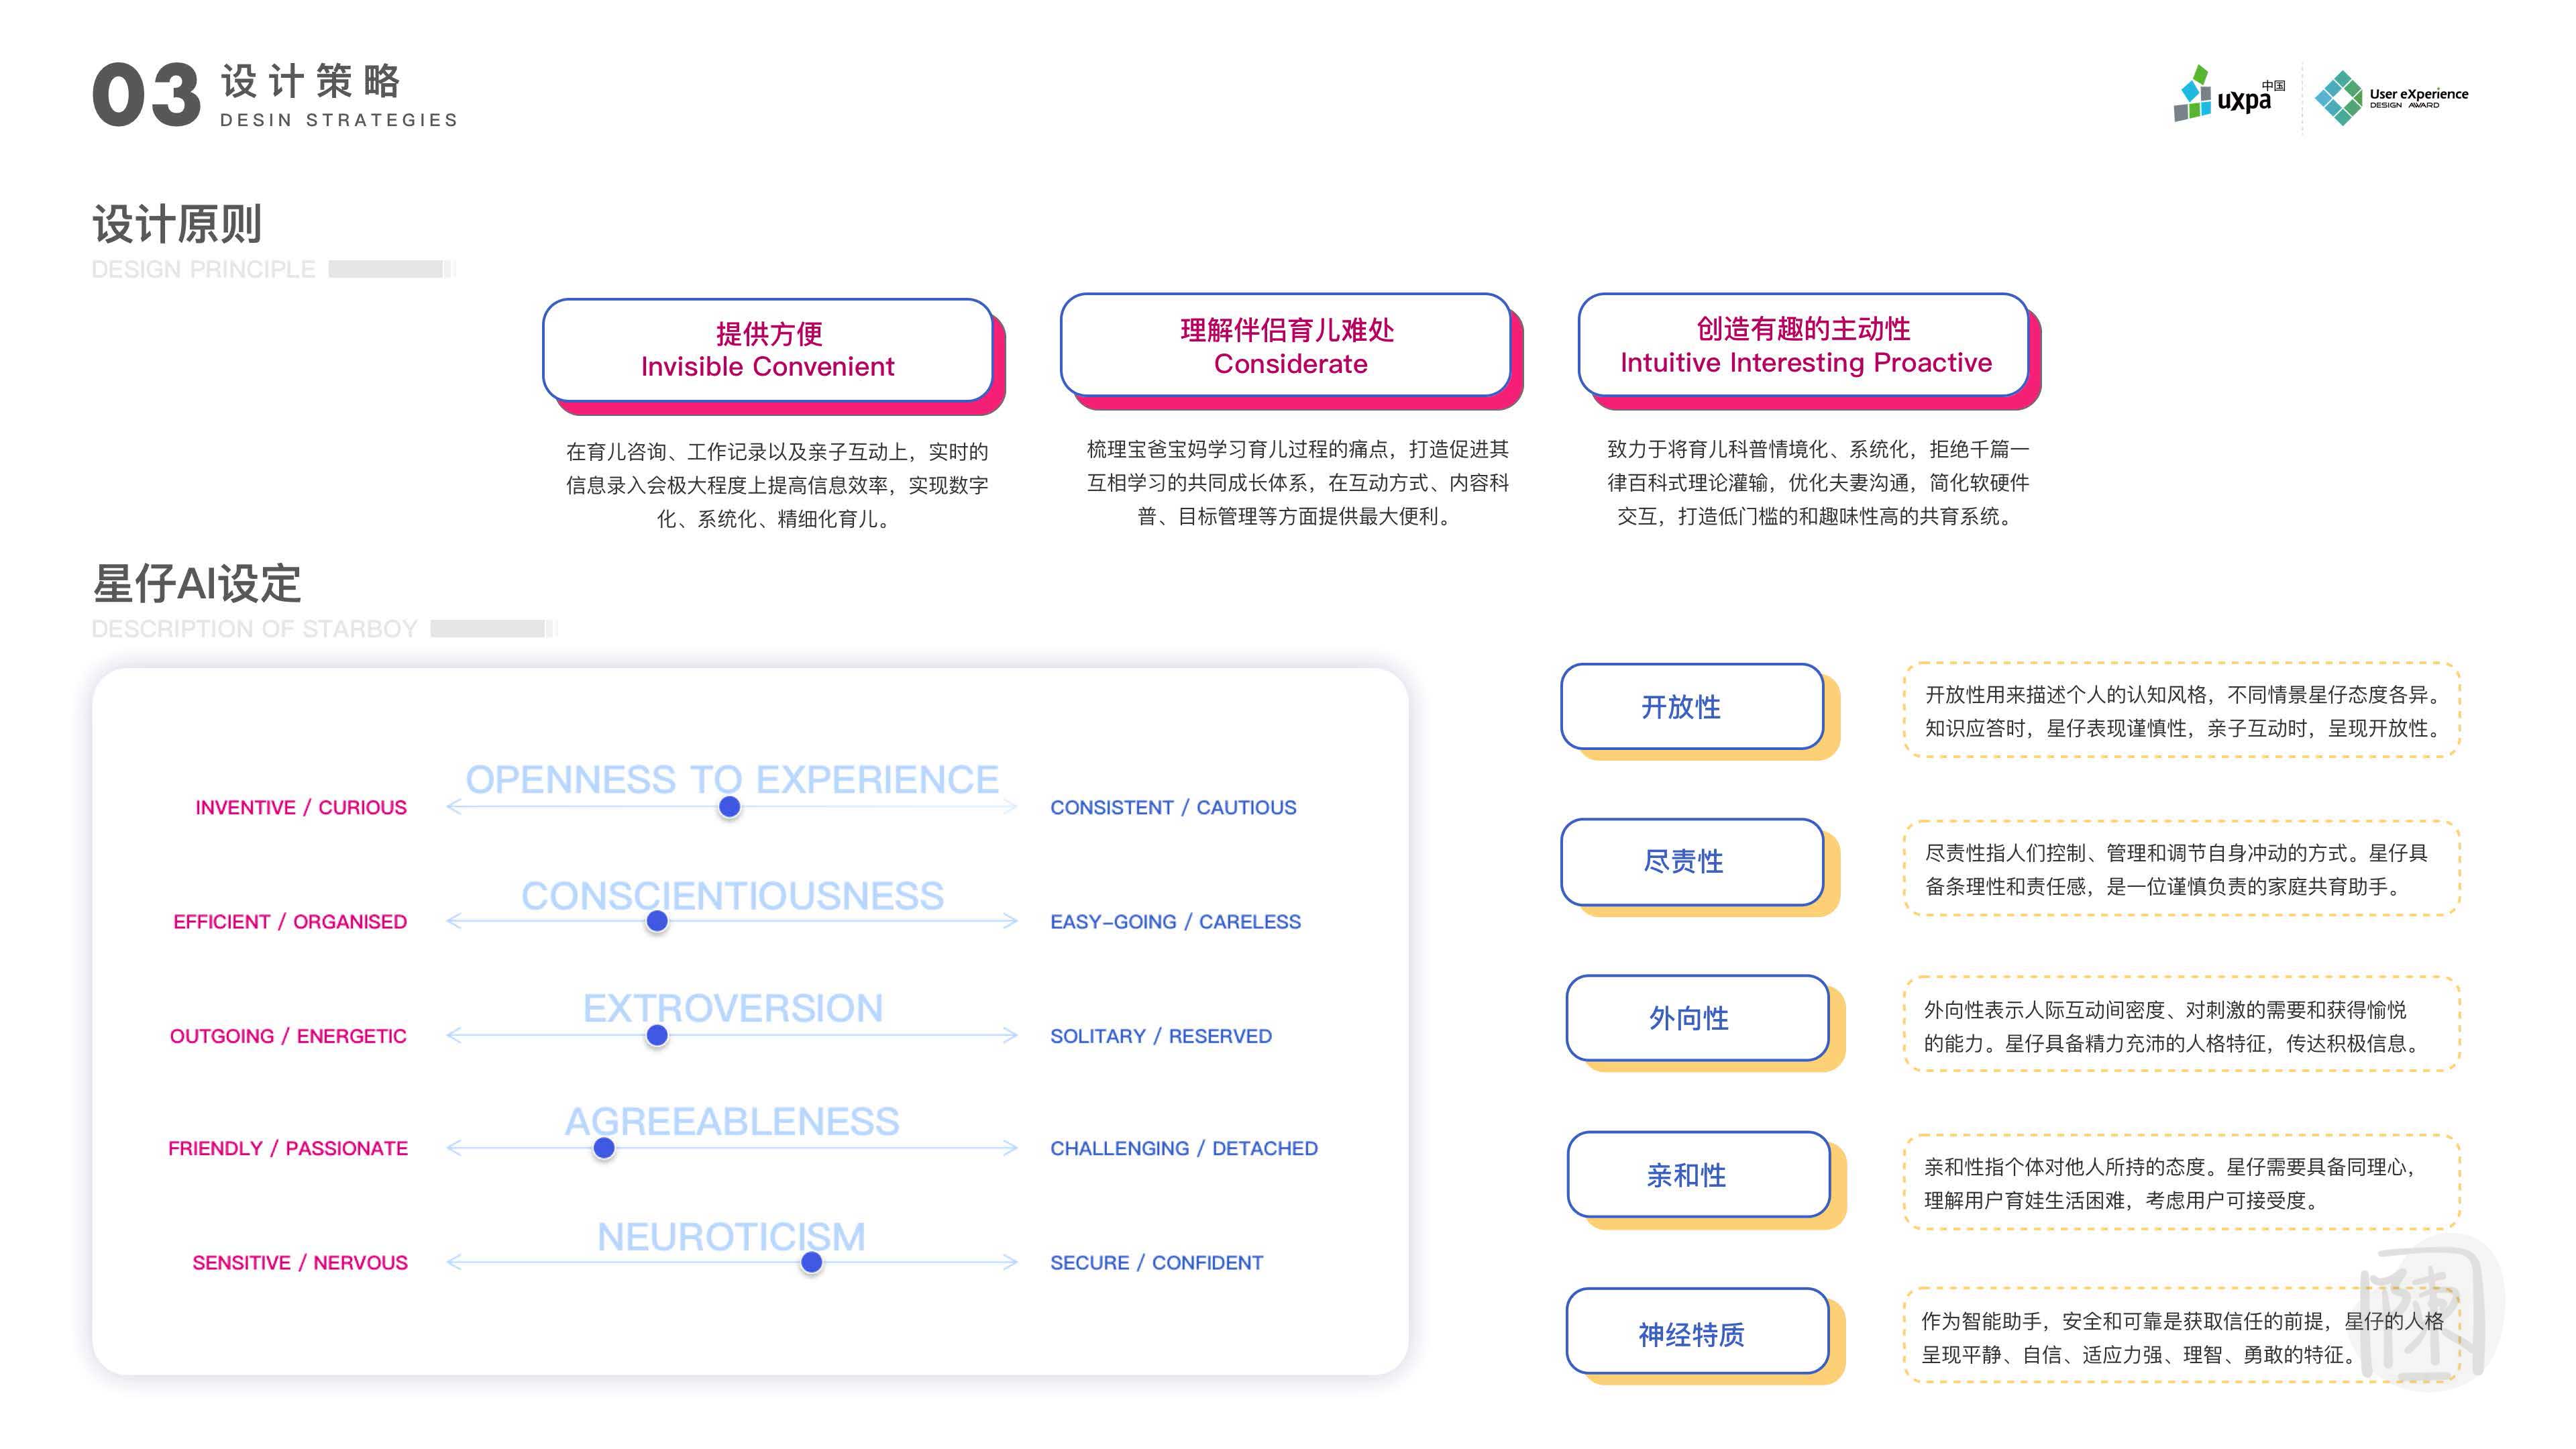 03
设计策略
DESIN STRATEGIES
uxpa中国
User eXperience
DESIGN AWARD
设计原则
DESIGN PRINCIPLE
提供方便
Invisible Convenient
在育儿咨询、工作记录以及亲子互动上，实时的
信息录入会极大程度上提高信息效率，实现数字
化、系统化、精细化育儿。
理解伴侣育儿难处
Considerate
梳理宝爸宝妈学习育儿过程的痛点，打造促进其
互相学习的共同成长体系，在互动方式、内容科
普、目标管理等方面提供最大便利。
创造有趣的主动性
Intuitive Interesting Proactive
致力于将育儿科普情境化、系统化，拒绝千篇一
律百科式理论灌输，优化夫妻沟通，简化软硬件
交互，打造低门槛的和趣味性高的共育系统。
星仔AI设定
DESCRIPTION OF STARBOY
OPENNESS TO EXPERIENCE
INVENTIVE / CURIOUS
CONSISTENT / CAUTIOUS
CONSCIENTIOUSNESS
EFFICIENT / ORGANISED
EASY-GOING / CARELESS
EXTROVERSION
OUTGOING / ENERGETIC
SOLITARY / RESERVED
AGREEABLENESS
FRIENDLY / PASSIONATE
CHALLENGING / DETACHED
NEUROTICISM
SENSITIVE / NERVOUS
SECURE / CONFIDENT
开放性
开放性用来描述个人的认知风格，不同情景星仔态度各异。
知识应答时，星仔表现谨慎性，亲子互动时，呈现开放性。
尽责性
尽责性指人们控制、管理和调节自身冲动的方式。星仔具
备条理性和责任感，是一位谨慎负责的家庭共育助手。
外向性
外向性表示人际互动间密度、对刺激的需要和获得愉悦
的能力。星仔具备精力充沛的人格特征，传达积极信息。
亲和性
亲和性指个体对他人所持的态度。星仔需要具备同理心，
理解用户育娃生活困难，考虑用户可接受度。
神经特质
作为智能助手，安全和可靠是获取信任的前提，星仔的人格
呈现平静、自信、适应力强、理智、勇敢的特征。